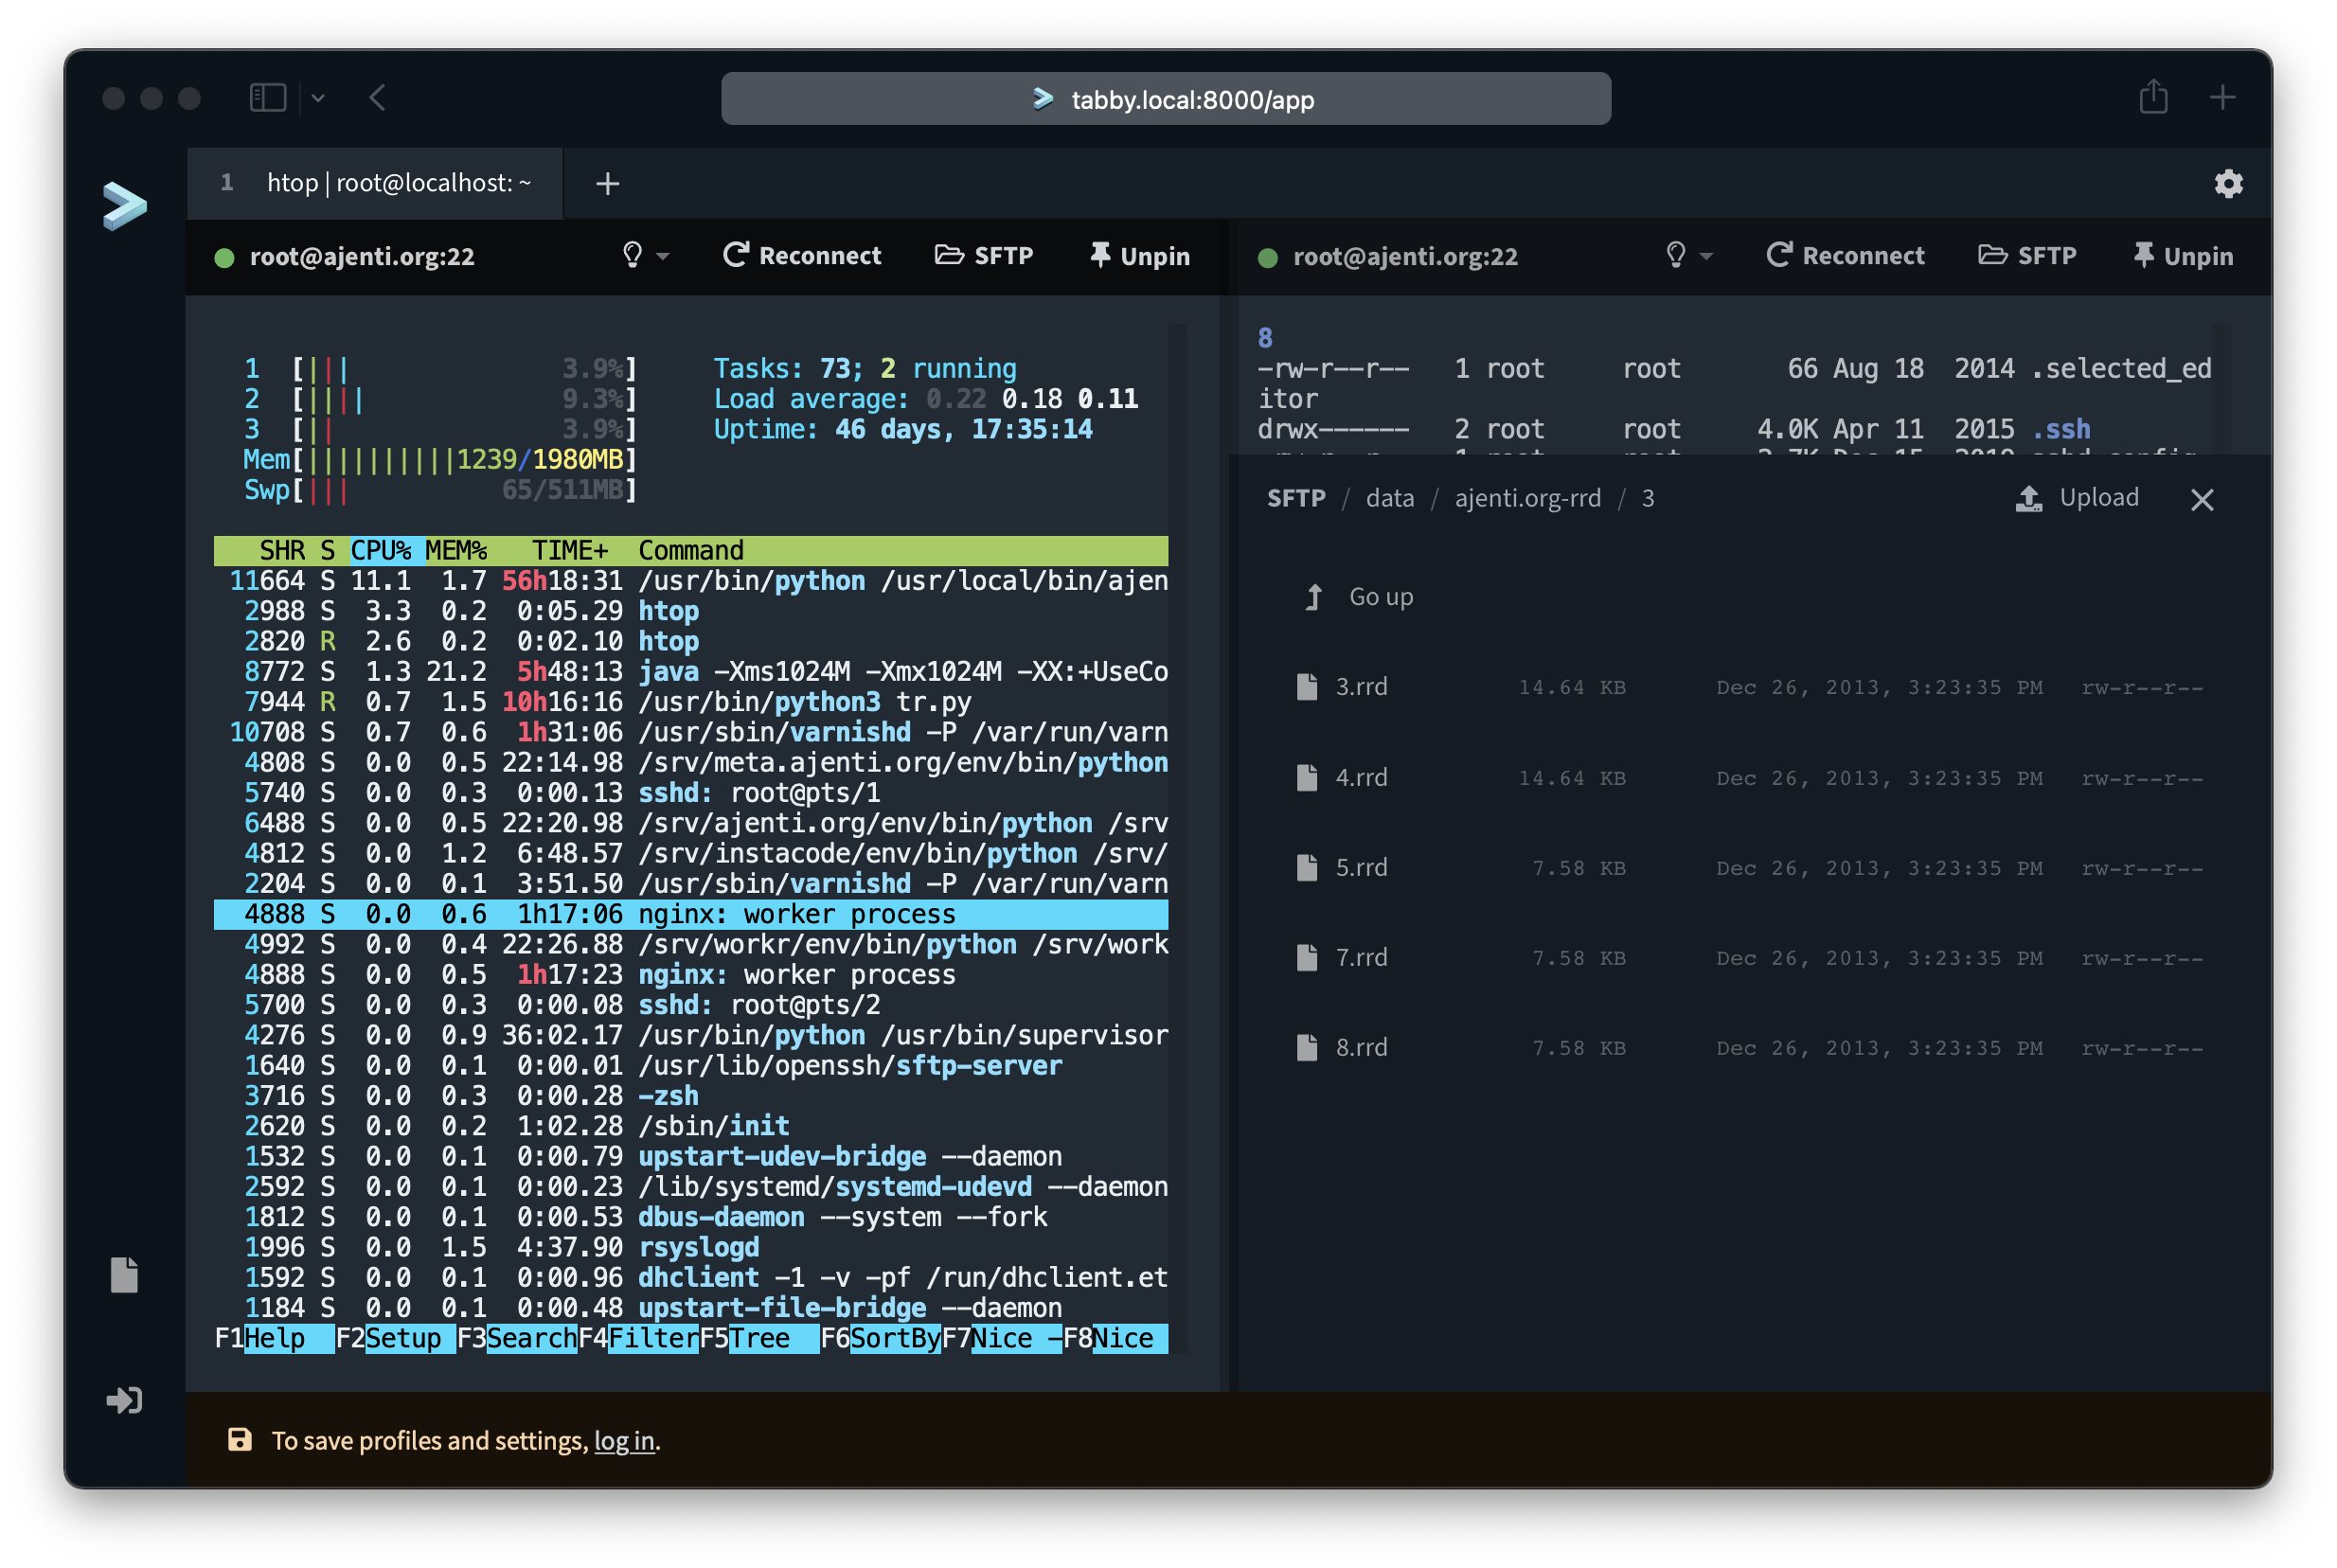 tabby.local:8000/app
1 htop | root@localhost: ~
root@ajenti.org:22 Reconnect SFTP Unpin
1 [||| 3.9%] Tasks: 73; 2 running
2 [|||| 9.3%] Load average: 0.22 0.18 0.11
3 [|| 3.9%] Uptime: 46 days, 17:35:14
Mem[||||||||||1239/1980MB]
Swp[||| 65/511MB]
SHR S CPU% MEM% TIME+ Command
11664 S 11.1 1.7 56h18:31 /usr/bin/python /usr/local/bin/ajen
2988 S 3.3 0.2 0:05.29 htop
2820 R 2.6 0.2 0:02.10 htop
8772 S 1.3 21.2 5h48:13 java -Xms1024M -Xmx1024M -XX:+UseCo
7944 R 0.7 1.5 10h16:16 /usr/bin/python3 tr.py
10708 S 0.7 0.6 1h31:06 /usr/sbin/varnishd -P /var/run/varn
4808 S 0.0 0.5 22:14.98 /srv/meta.ajenti.org/env/bin/python
5740 S 0.0 0.3 0:00.13 sshd: root@pts/1
6488 S 0.0 0.5 22:20.98 /srv/ajenti.org/env/bin/python /srv
4812 S 0.0 1.2 6:48.57 /srv/instacode/env/bin/python /srv/
2204 S 0.0 0.1 3:51.50 /usr/sbin/varnishd -P /var/run/varn
4888 S 0.0 0.6 1h17:06 nginx: worker process
4992 S 0.0 0.4 22:26.88 /srv/workr/env/bin/python /srv/work
4888 S 0.0 0.5 1h17:23 nginx: worker process
5700 S 0.0 0.3 0:00.08 sshd: root@pts/2
4276 S 0.0 0.9 36:02.17 /usr/bin/python /usr/bin/supervisor
1640 S 0.0 0.1 0:00.01 /usr/lib/openssh/sftp-server
3716 S 0.0 0.3 0:00.28 -zsh
2620 S 0.0 0.2 1:02.28 /sbin/init
1532 S 0.0 0.1 0:00.79 upstart-udev-bridge --daemon
2592 S 0.0 0.1 0:00.23 /lib/systemd/systemd-udevd --daemon
1812 S 0.0 0.1 0:00.53 dbus-daemon --system --fork
1996 S 0.0 1.5 4:37.90 rsyslogd
1592 S 0.0 0.1 0:00.96 dhclient -1 -v -pf /run/dhclient.et
1184 S 0.0 0.1 0:00.48 upstart-file-bridge --daemon
F1Help F2Setup F3SearchF4FilterF5Tree F6SortByF7Nice -F8Nice
root@ajenti.org:22 Reconnect SFTP Unpin
8
-rw-r--r-- 1 root root 66 Aug 18 2014 .selected_ed
itor
drwx------ 2 root root 4.0K Apr 11 2015 .ssh
SFTP / data / ajenti.org-rrd / 3 Upload
Go up
3.rrd 14.64 KB Dec 26, 2013, 3:23:35 PM rw-r--r--
4.rrd 14.64 KB Dec 26, 2013, 3:23:35 PM rw-r--r--
5.rrd 7.58 KB Dec 26, 2013, 3:23:35 PM rw-r--r--
7.rrd 7.58 KB Dec 26, 2013, 3:23:35 PM rw-r--r--
8.rrd 7.58 KB Dec 26, 2013, 3:23:35 PM rw-r--r--
To save profiles and settings, log in.